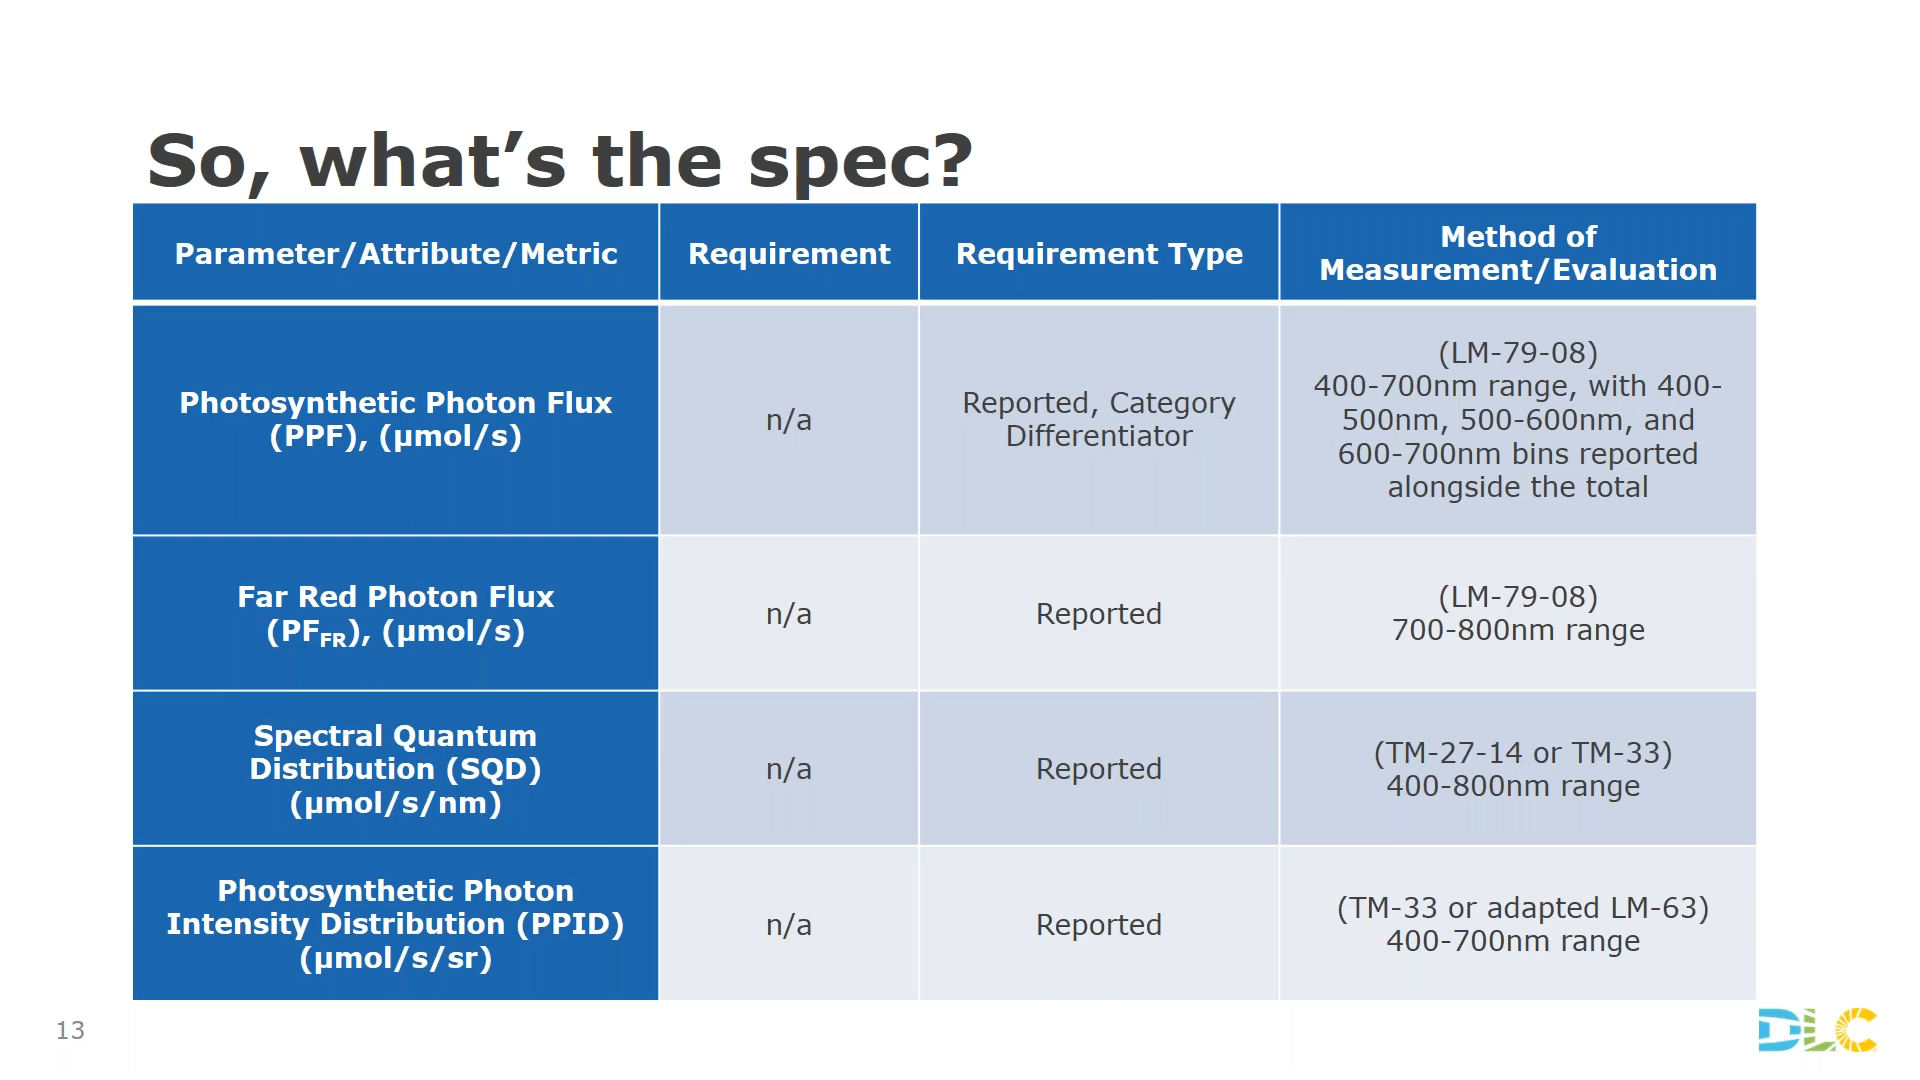 So, what’s the spec?
Parameter/Attribute/Metric
Requirement
Requirement Type
Method of
Measurement/Evaluation
Photosynthetic Photon Flux
(PPF), (µmol/s)
n/a
Reported, Category
Differentiator
(LM-79-08)
400-700nm range, with 400-
500nm, 500-600nm, and
600-700nm bins reported
alongside the total
Far Red Photon Flux
(PFFR), (µmol/s)
n/a
Reported
(LM-79-08)
700-800nm range
Spectral Quantum
Distribution (SQD)
(µmol/s/nm)
n/a
Reported
(TM-27-14 or TM-33)
400-800nm range
Photosynthetic Photon
Intensity Distribution (PPID)
(µmol/s/sr)
n/a
Reported
(TM-33 or adapted LM-63)
400-700nm range
13
DLC